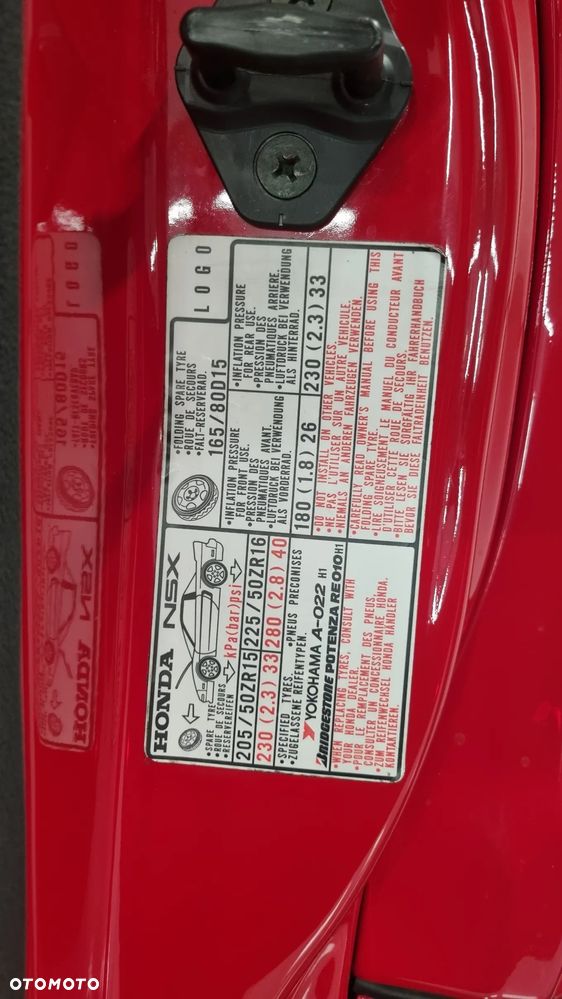 HONDA NSX
kPa(bar)psi
•SPARE TYRE
•ROUE DE SECOURS
•RESERVEREIFEN
205/50ZR15
225/50ZR16
230 (2.3) 33
280 (2.8) 40
•SPECIFIED TYRES.
•PNEUS PRECONISES
•ZUGELASSENE REIFENTYPEN.
YOKOHAMA A-022 H1
BRIDGESTONE POTENZA RE010 H1
•WHEN REPLACING TYRES, CONSULT WITH
YOUR HONDA DEALER.
•POUR LE REMPLACEMENT DES PNEUS,
CONSULTER UN CONCESSIONNAIRE HONDA.
•ZUM REIFENWECHSEL HONDA HÄNDLER
KONTAKTIEREN.
•FOLDING SPARE TYRE
•ROUE DE SECOURS
•FALT-RESERVERAD.
165/80D15
LOGO
•INFLATION PRESSURE
FOR FRONT USE.
•PRESSION DES
PNEUMATIQUES AVANT.
•LUFTDRUCK BEI VERWENDUNG
ALS VORDERRAD.
•INFLATION PRESSURE
FOR REAR USE.
•PRESSION DES
PNEUMATIQUES ARRIERE.
•LUFTDRUCK BEI VERWENDUNG
ALS HINTERRAD.
180 (1.8) 26
230 (2.3) 33
•DO NOT INSTALL ON OTHER VEHICLES.
•NE PAS L'UTILISER SUR UN AUTRE VEHICULE.
•NIEMALS AN ANDEREN FAHRZEUGEN VERWENDEN.
•CAREFULLY READ OWNER'S MANUAL BEFORE USING THIS
FOLDING SPARE TYRE.
•LIRE SOIGNEUSEMENT LE MANUEL DU CONDUCTEUR AVANT
D'UTILISER CETTE ROUE DE SECOURS.
•BITTE LESEN SIE SORGFÄLTIG IHR FAHRERHANDBUCH
BEVOR SIE DIESE FALTRADEINHEIT BENUTZEN.
OTOMOTO